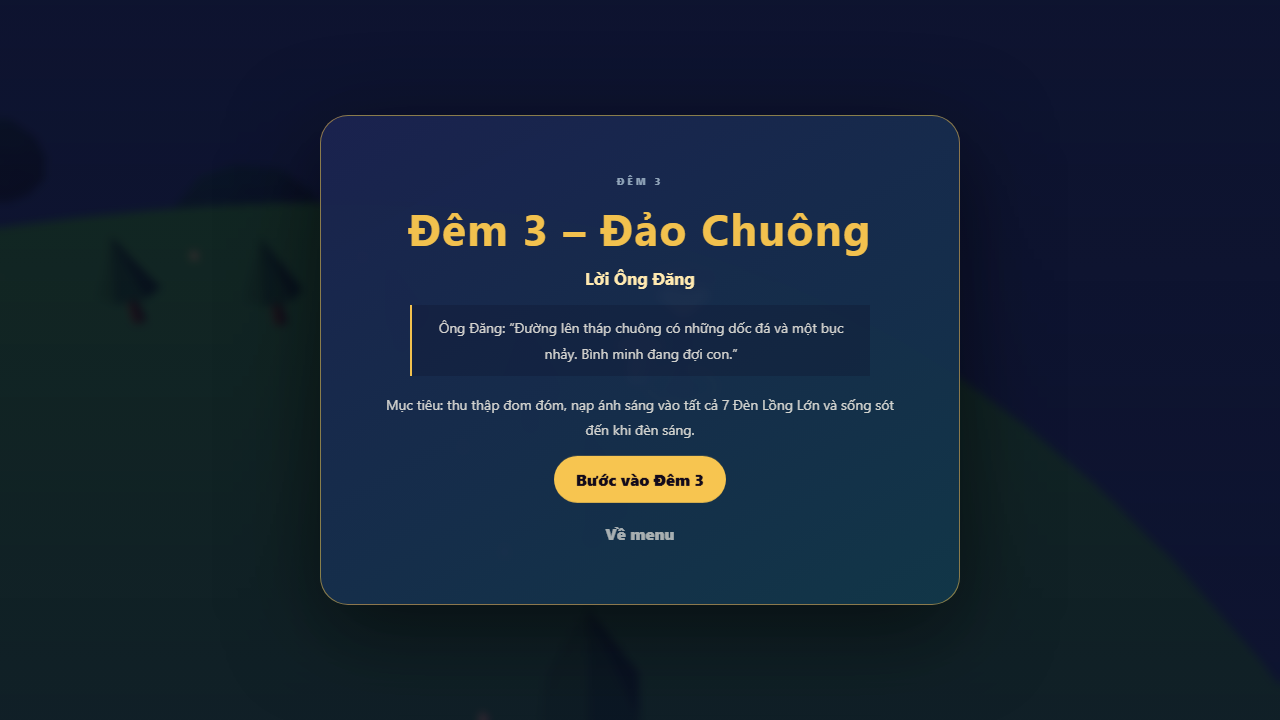 ĐÊM 3
Đêm 3 – Đảo Chuông
Lời Ông Đăng
Ông Đăng: “Đường lên tháp chuông có những dốc đá và một bục
nhảy. Bình minh đang đợi con.”
Mục tiêu: thu thập đom đóm, nạp ánh sáng vào tất cả 7 Đèn Lồng Lớn và sống sót
đến khi đèn sáng.
Bước vào Đêm 3
Về menu